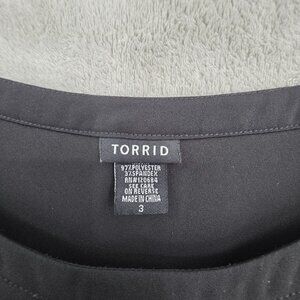 TORRID
97%POLYESTER
3%SPANDEX
RN#120684
SEE CARE
ON REVERSE
MADE IN CHINA
3